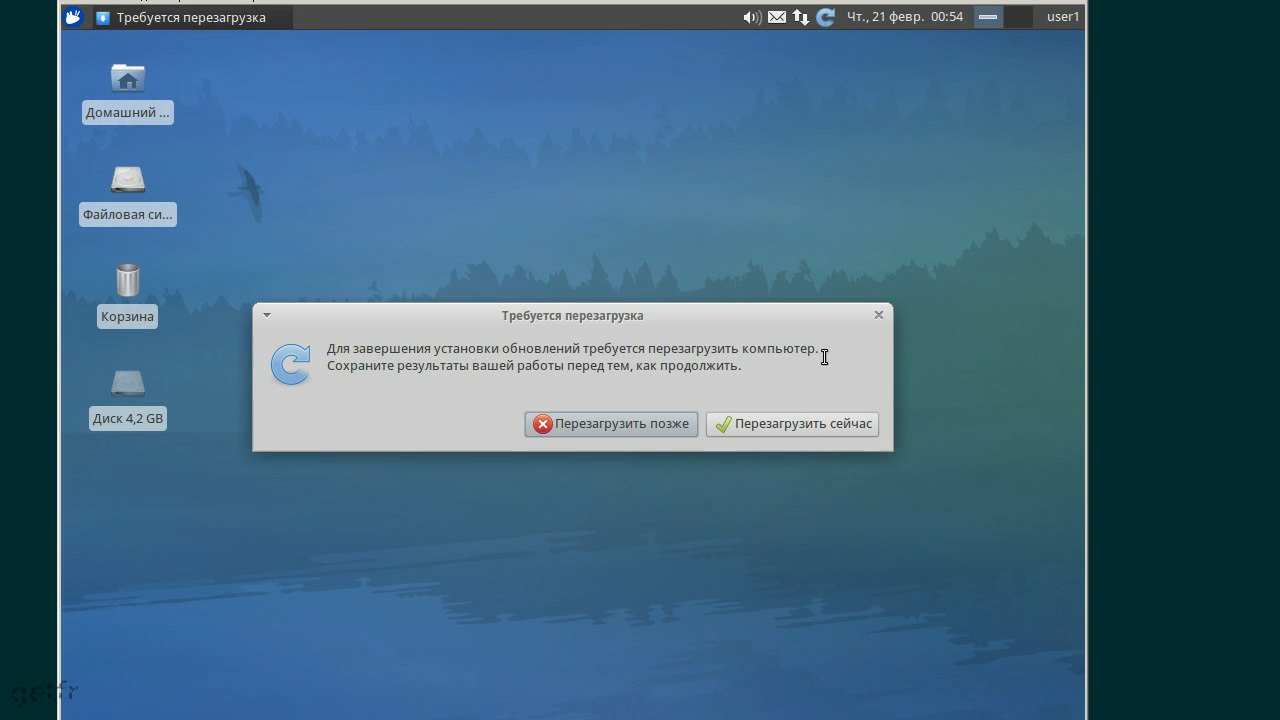 Требуется перезагрузка
Чт., 21 февр. 00:54
user1
Домашний ...
Файловая си...
Корзина
Диск 4,2 GB
Требуется перезагрузка
Для завершения установки обновлений требуется перезагрузить компьютер.
Сохраните результаты вашей работы перед тем, как продолжить.
Перезагрузить позже
Перезагрузить сейчас
getfr